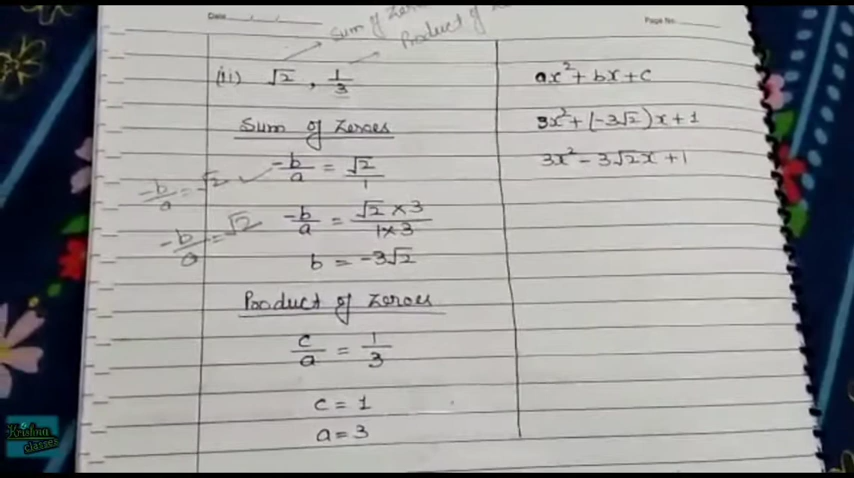 Date
Page No.
Sum of
Product of
(ii) √2 , 1/3
Sum of Zeroes
-b/a = √2/1
-b/a = √2
-b/a = √2×3/1×3
-b/a = √2
b = -3√2
Product of Zeroes
c/a = 1/3
c = 1
a = 3
ax² + bx + c
3x² + (-3√2)x + 1
3x² - 3√2x + 1
Krishna
classes